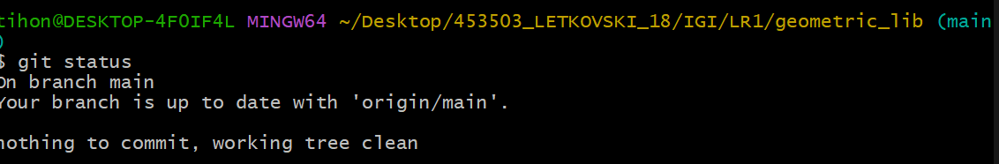 tihon@DESKTOP-4F0IF4L MINGW64 ~/Desktop/453503_LETKOVSKI_18/IGI/LR1/geometric_lib (main
)
$ git status
On branch main
Your branch is up to date with 'origin/main'.
nothing to commit, working tree clean